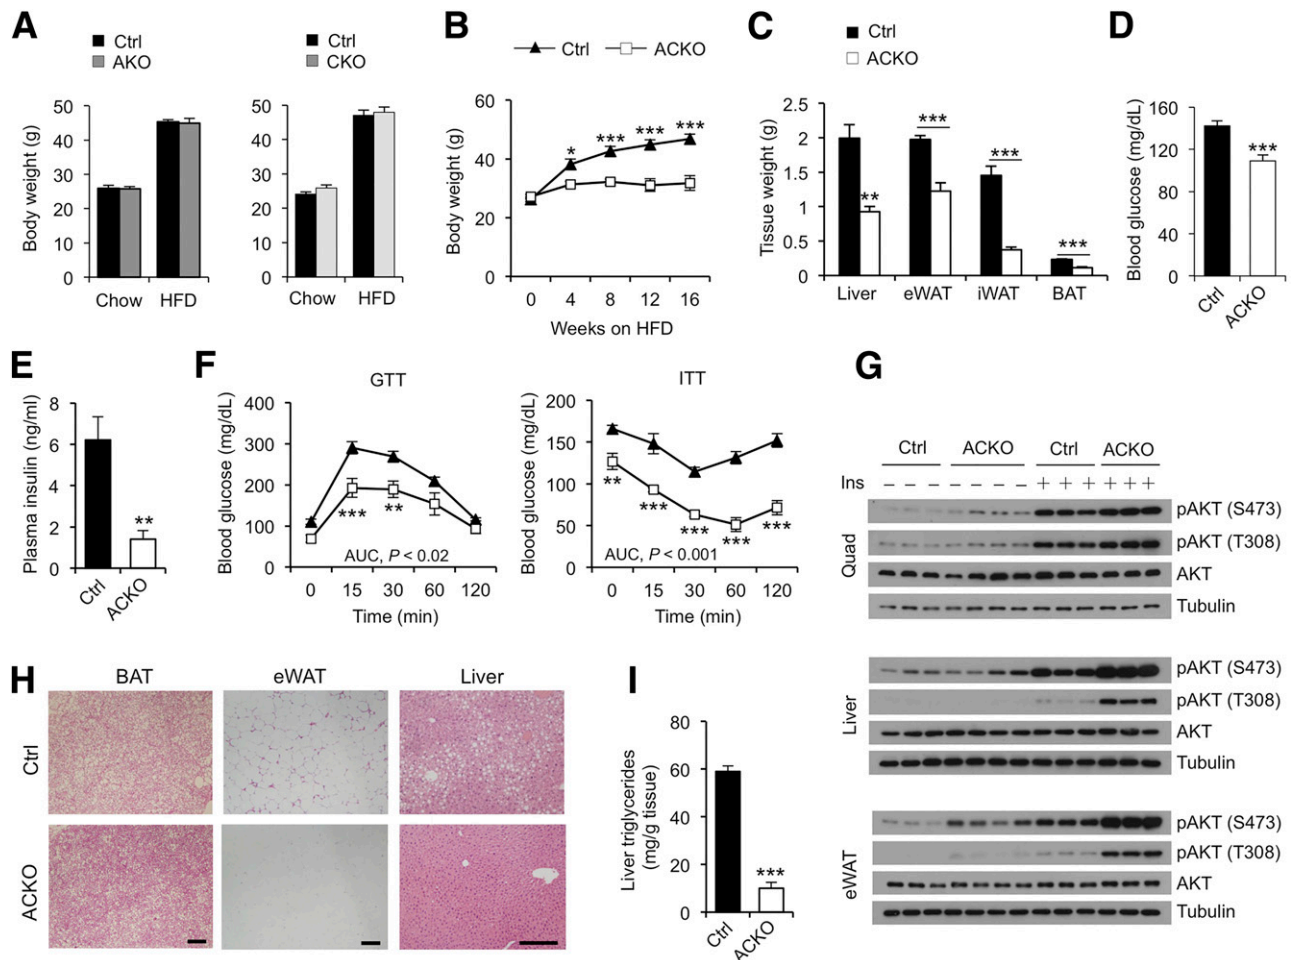 A
Ctrl
AKO
Body weight (g)
50
40
30
20
10
0
Chow HFD
Ctrl
CKO
50
40
30
20
10
0
Chow HFD
B
Ctrl ACKO
Body weight (g)
60
40
20
0
* *** *** ***
0 4 8 12 16
Weeks on HFD
C
Ctrl
ACKO
Tissue weight (g)
2.5
2
1.5
1
0.5
0
** *** *** ***
Liver eWAT iWAT BAT
D
Blood glucose (mg/dL)
160
120
80
40
0
***
Ctrl
ACKO
E
Plasma insulin (ng/ml)
8
6
4
2
0
**
Ctrl
ACKO
F
GTT
Blood glucose (mg/dL)
400
300
200
100
0
*** **
AUC, P < 0.02
0 15 30 60 120
Time (min)
ITT
Blood glucose (mg/dL)
200
150
100
50
0
** *** *** *** ***
AUC, P < 0.001
0 15 30 60 120
Time (min)
G
Ctrl ACKO Ctrl ACKO
Ins − − − − − − − + + + + + +
Quad
pAKT (S473)
pAKT (T308)
AKT
Tubulin
Liver
pAKT (S473)
pAKT (T308)
AKT
Tubulin
eWAT
pAKT (S473)
pAKT (T308)
AKT
Tubulin
H
BAT eWAT Liver
Ctrl
ACKO
I
Liver triglycerides
(mg/g tissue)
80
60
40
20
0
***
Ctrl
ACKO